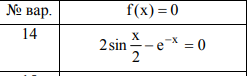 № вар. f(x) = 0
14 2sin x/2 − e^−x = 0